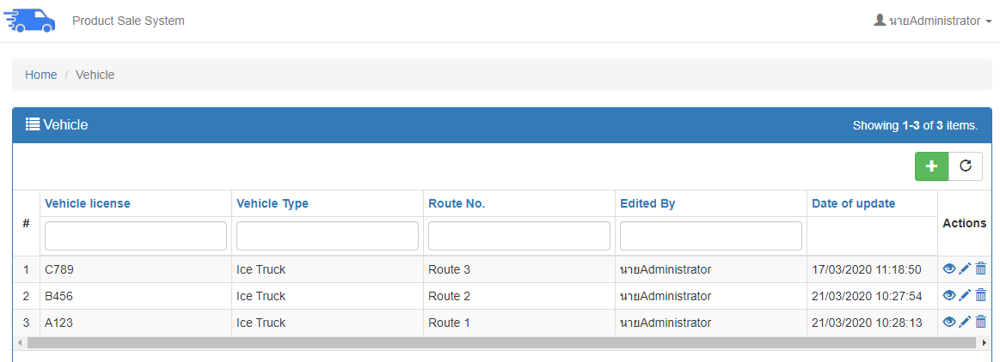 Product Sale System
นายAdministrator
Home / Vehicle
Vehicle
Showing 1-3 of 3 items.
# Vehicle license Vehicle Type Route No. Edited By Date of update Actions
1 C789 Ice Truck Route 3 นายAdministrator 17/03/2020 11:18:50
2 B456 Ice Truck Route 2 นายAdministrator 21/03/2020 10:27:54
3 A123 Ice Truck Route 1 นายAdministrator 21/03/2020 10:28:13